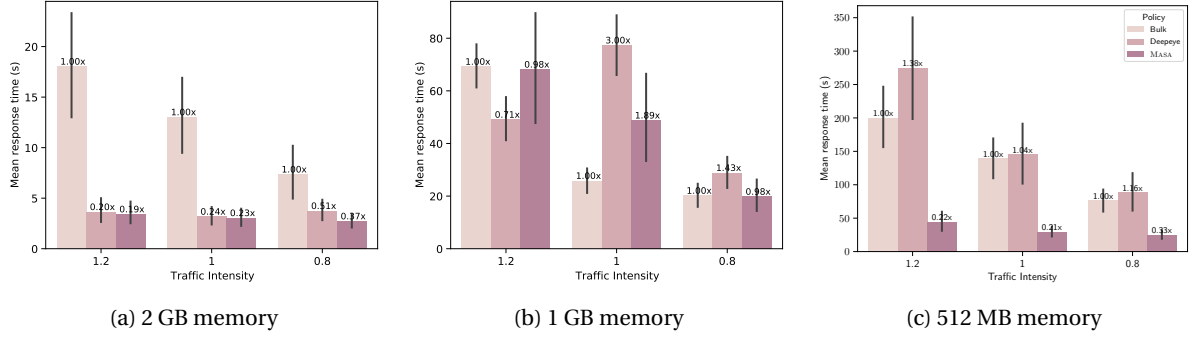 Mean response time (s)
20
15
10
5
0
1.00x
0.20x
0.19x
1.00x
0.24x
0.23x
1.00x
0.51x
0.37x
1.2
1
0.8
Traffic Intensity
(a) 2 GB memory
Mean response time (s)
80
60
40
20
0
1.00x
0.71x
0.98x
1.00x
3.00x
1.89x
1.00x
1.43x
0.98x
1.2
1
0.8
Traffic Intensity
(b) 1 GB memory
Mean response time (s)
350
300
250
200
150
100
50
0
Policy
Bulk
Deepeye
MASA
1.00x
1.38x
0.22x
1.00x
1.04x
0.21x
1.00x
1.16x
0.33x
1.2
1
0.8
Traffic Intensity
(c) 512 MB memory